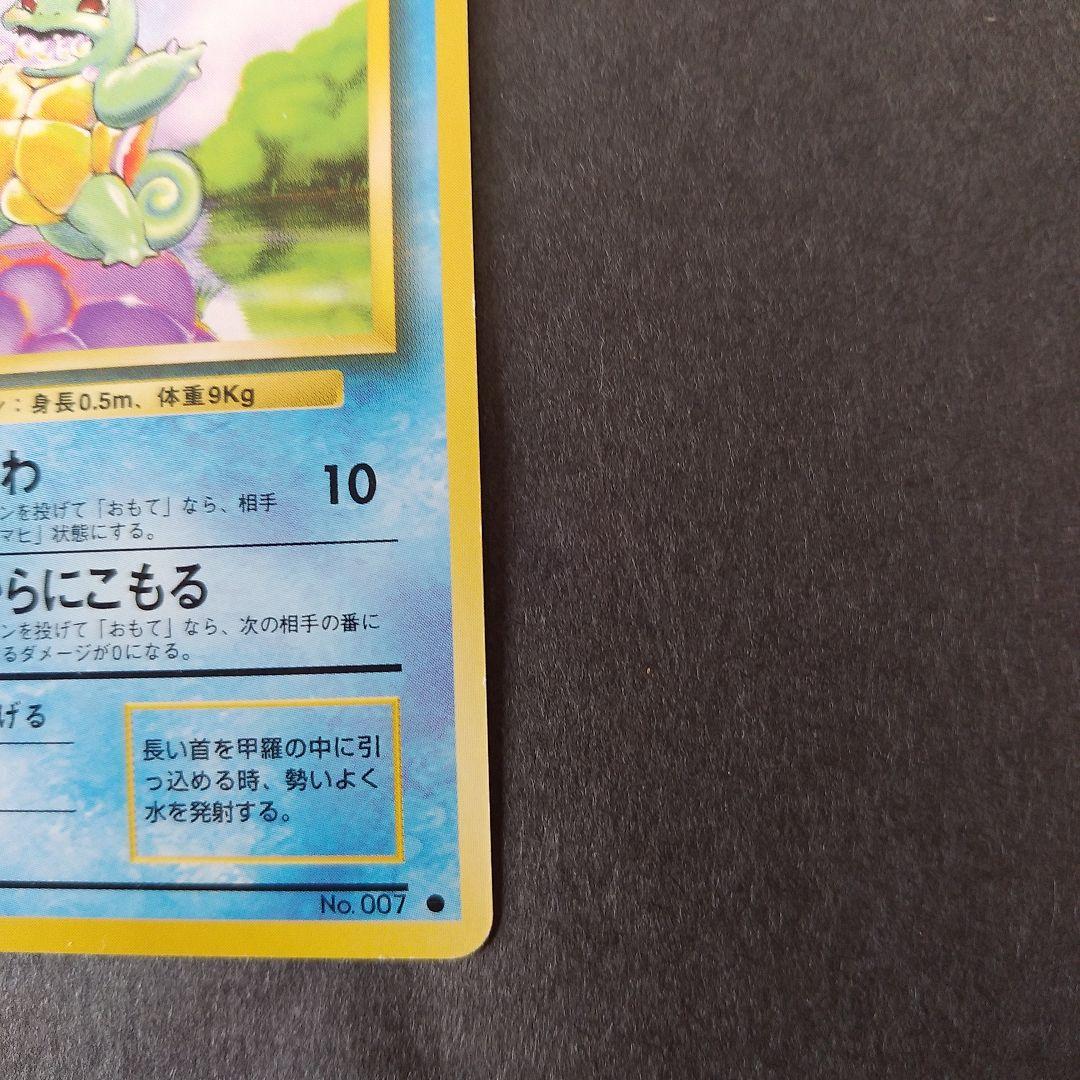 ン：身長0.5m、体重9Kg
わ
10
ンを投げて「おもて」なら、相手
マヒ」状態にする。
からにこもる
ンを投げて「おもて」なら、次の相手の番に
るダメージが0になる。
げる
長い首を甲羅の中に引
っ込める時、勢いよく
水を発射する。
No. 007 ●